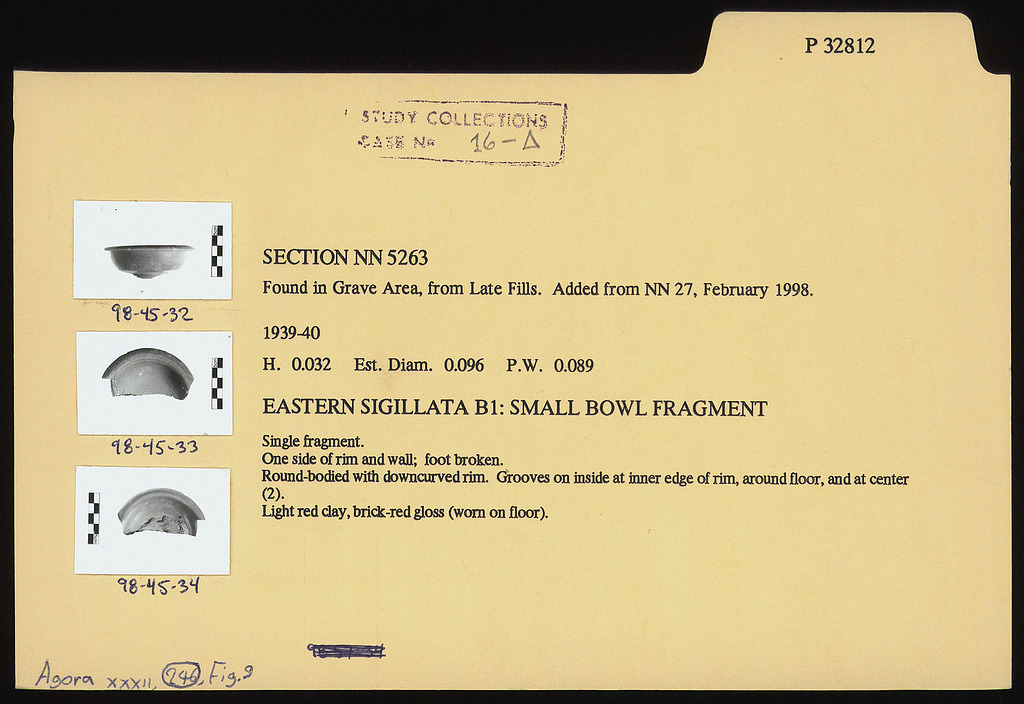 P 32812
STUDY COLLECTIONS
CASE No 16-Δ
98-45-32
98-45-33
98-45-34
SECTION NN 5263
Found in Grave Area, from Late Fills. Added from NN 27, February 1998.
1939-40
H. 0.032 Est. Diam. 0.096 P.W. 0.089
EASTERN SIGILLATA B1: SMALL BOWL FRAGMENT
Single fragment.
One side of rim and wall; foot broken.
Round-bodied with downcurved rim. Grooves on inside at inner edge of rim, around floor, and at center
(2).
Light red clay, brick-red gloss (worn on floor).
Agora XXXII, 246, Fig. 9